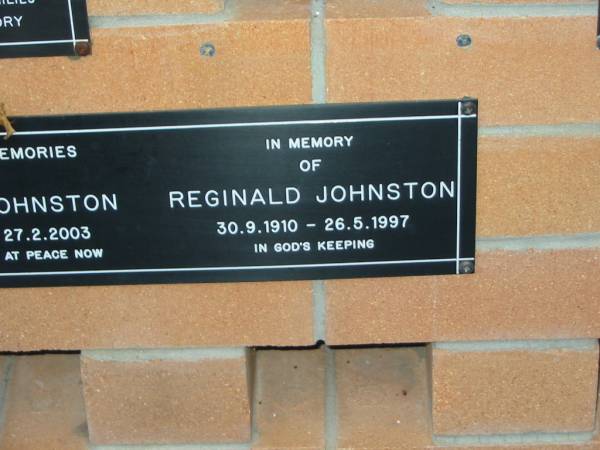 ORY
EMORIES
OHNSTON
27.2.2003
AT PEACE NOW
IN MEMORY
OF
REGINALD JOHNSTON
30.9.1910 - 26.5.1997
IN GOD'S KEEPING